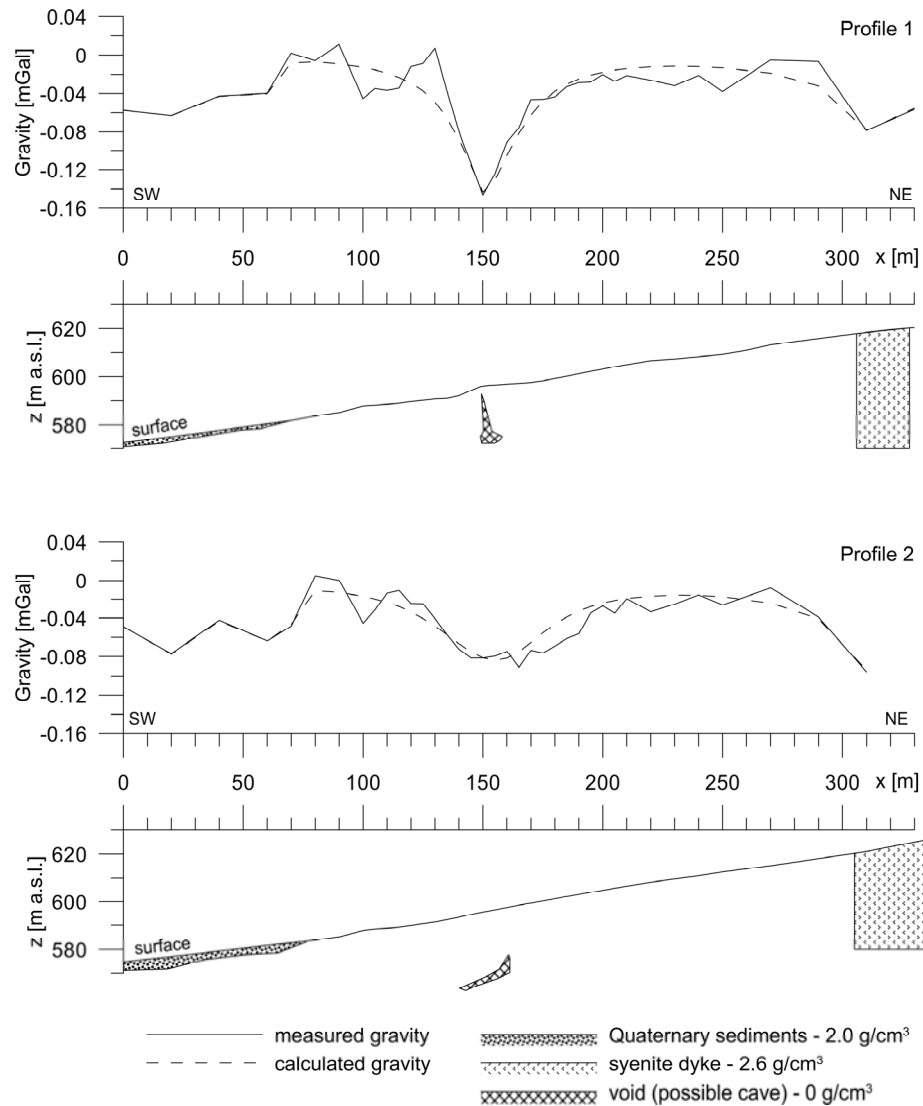 Profile 1
Gravity [mGal]
0.04
0
-0.04
-0.08
-0.12
-0.16
SW
NE
0 50 100 150 200 250 300 x [m]
z [m a.s.l.]
620
600
580
surface
Profile 2
Gravity [mGal]
0.04
0
-0.04
-0.08
-0.12
-0.16
SW
NE
0 50 100 150 200 250 300 x [m]
z [m a.s.l.]
620
600
580
surface
measured gravity
calculated gravity
Quaternary sediments - 2.0 g/cm³
syenite dyke - 2.6 g/cm³
void (possible cave) - 0 g/cm³